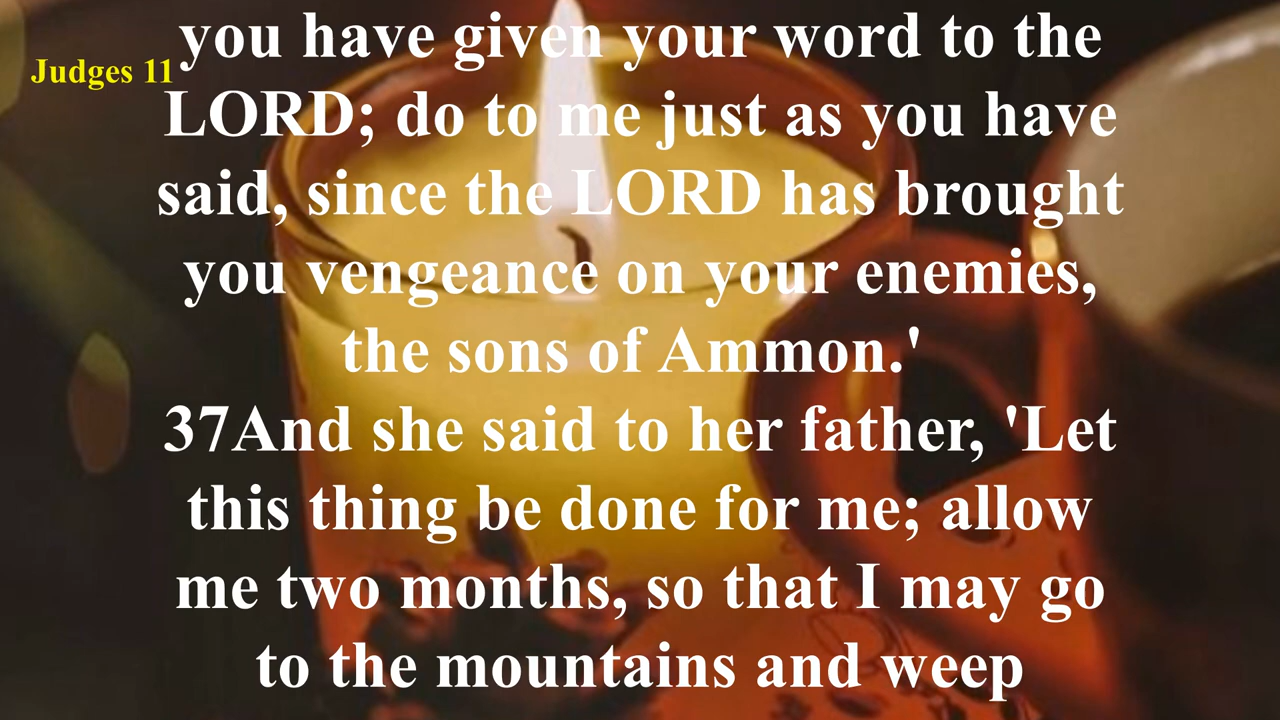 Judges 11
you have given your word to the
LORD; do to me just as you have
said, since the LORD has brought
you vengeance on your enemies,
the sons of Ammon.'
37And she said to her father, 'Let
this thing be done for me; allow
me two months, so that I may go
to the mountains and weep